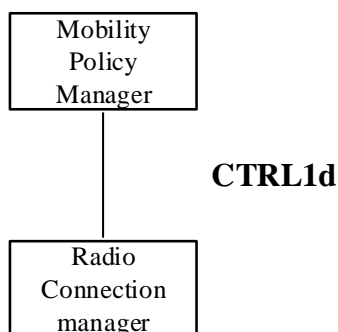 Mobility
Policy
Manager
CTRL1d
Radio
Connection
manager